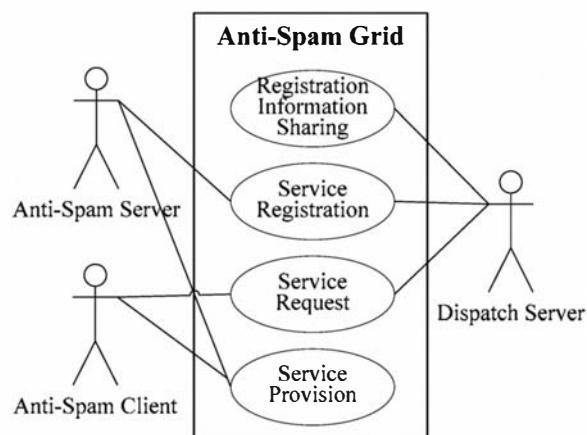 Anti-Spam Grid
Registration
Information
Sharing
Anti-Spam Server
Service
Registration
Service
Request
Dispatch Server
Anti-Spam Client
Service
Provision